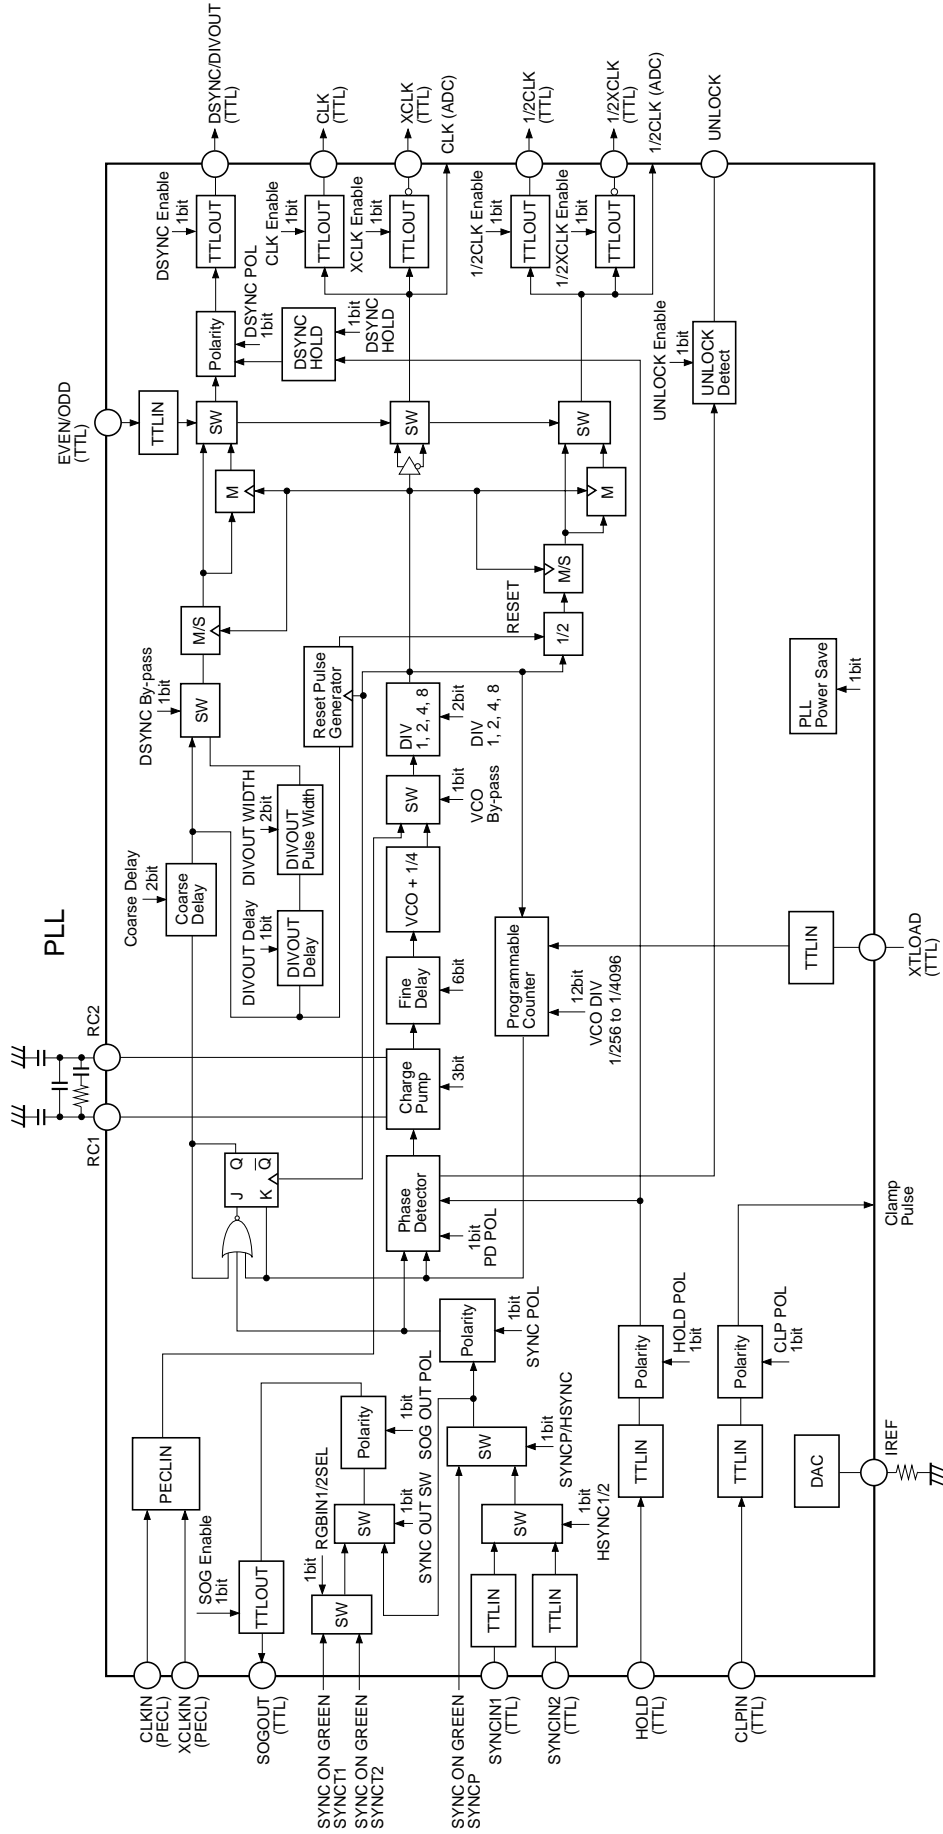 PLL
CLKIN
(PECL)
XCLKIN
(PECL)
SOGOUT
(TTL)
SYNC ON GREEN
SYNCT1
SYNC ON GREEN
SYNCT2
SYNC ON GREEN
SYNCP
SYNCIN1
(TTL)
SYNCIN2
(TTL)
HOLD
(TTL)
CLPIN
(TTL)
PECLIN
SOG Enable
1bit
TTLOUT
1bit
RGBIN1/2SEL
SW
SW
1bit
SYNC OUT SW
Polarity
1bit
SOG OUT POL
TTLIN
TTLIN
SW
1bit
HSYNC1/2
SW
1bit
SYNCP/HSYNC
Polarity
1bit
SYNC POL
TTLIN
Polarity
HOLD POL
1bit
TTLIN
Polarity
CLP POL
1bit
DAC
IREF
Clamp
Pulse
RC1
RC2
J
Q
K
Q
Phase
Detector
1bit
PD POL
Charge
Pump
3bit
Fine
Delay
6bit
VCO + 1/4
SW
1bit
VCO
By-pass
DIV
1, 2, 4, 8
2bit
DIV
1, 2, 4, 8
Coarse Delay
2bit
Coarse
Delay
DIVOUT Delay
1bit
DIVOUT
Delay
DIVOUT WIDTH
2bit
DIVOUT
Pulse Width
DSYNC By-pass
1bit
SW
Reset Pulse
Generator
Programmable
Counter
12bit
VCO DIV
1/256 to 1/4096
TTLIN
XTLOAD
(TTL)
PLL
Power Save
1bit
RESET
1/2
M/S
M/S
M
M
EVEN/ODD
(TTL)
TTLIN
SW
SW
SW
Polarity
DSYNC POL
1bit
DSYNC
HOLD
1bit
DSYNC
HOLD
UNLOCK Enable
1bit
UNLOCK
Detect
DSYNC Enable
1bit
TTLOUT
CLK Enable
1bit
TTLOUT
XCLK Enable
1bit
TTLOUT
1/2CLK Enable
1bit
TTLOUT
1/2XCLK Enable
1bit
TTLOUT
DSYNC/DIVOUT
(TTL)
CLK
(TTL)
XCLK
(TTL)
CLK (ADC)
1/2CLK
(TTL)
1/2XCLK
(TTL)
1/2CLK (ADC)
UNLOCK